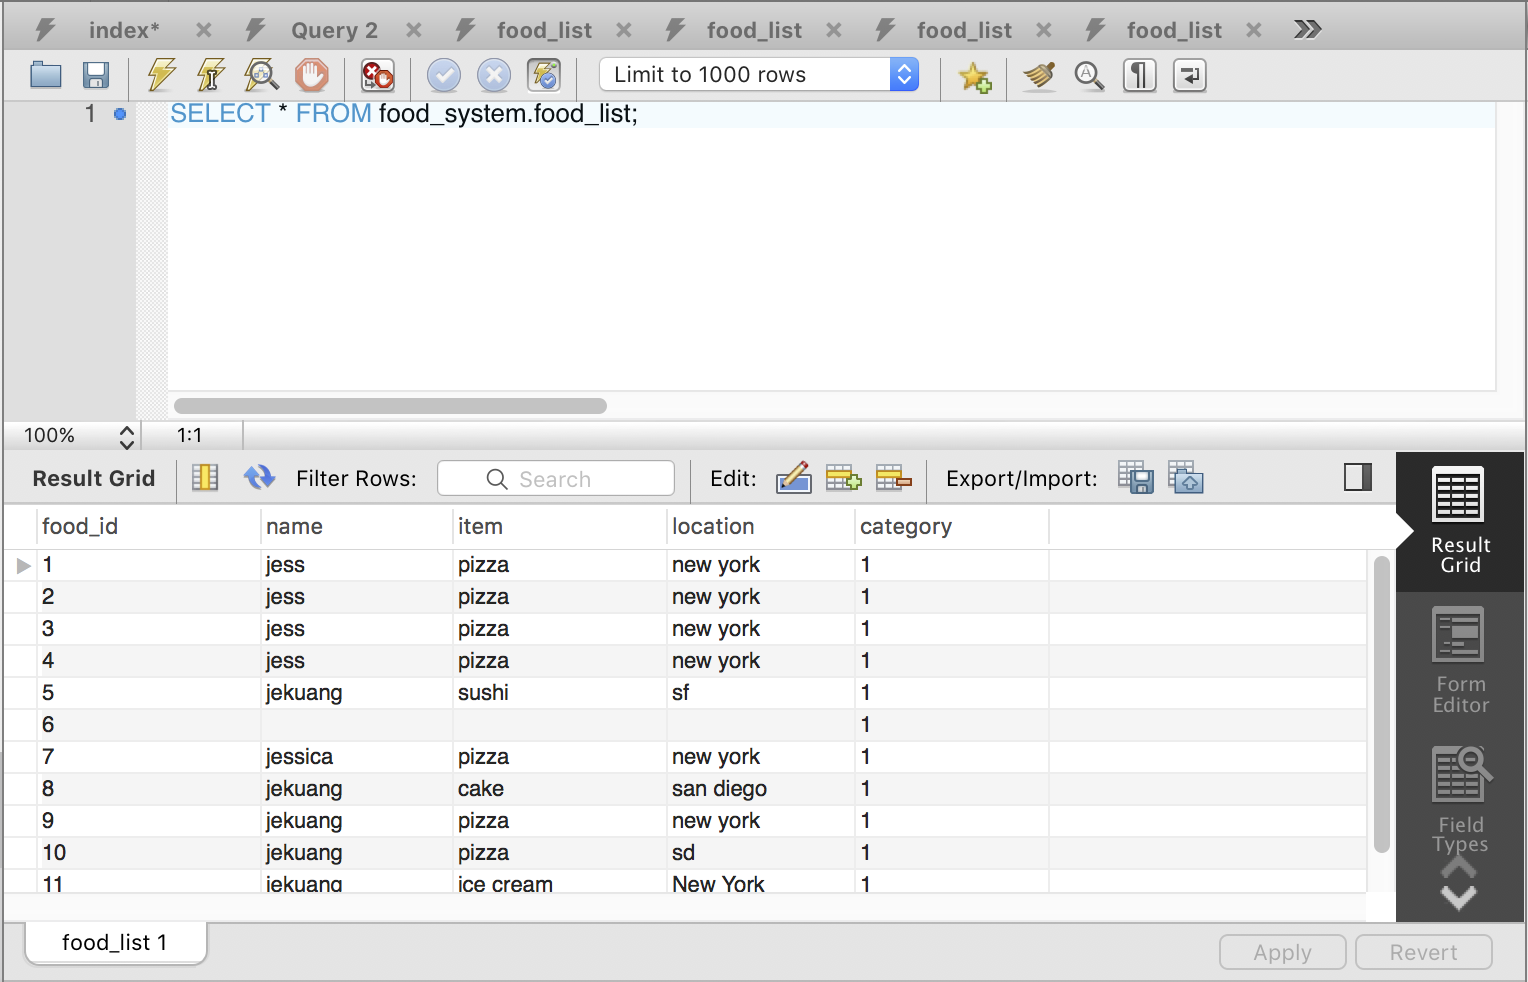 index* Query 2 food_list food_list food_list food_list
Limit to 1000 rows
1 SELECT * FROM food_system.food_list;
100% 1:1
Result Grid Filter Rows: Search Edit: Export/Import:
food_id name item location category
1 jess pizza new york 1
2 jess pizza new york 1
3 jess pizza new york 1
4 jess pizza new york 1
5 jekuang sushi sf 1
6 1
7 jessica pizza new york 1
8 jekuang cake san diego 1
9 jekuang pizza new york 1
10 jekuang pizza sd 1
11 jekuang ice cream New York 1
Result
Grid
Form
Editor
Field
Types
food_list 1
Apply Revert